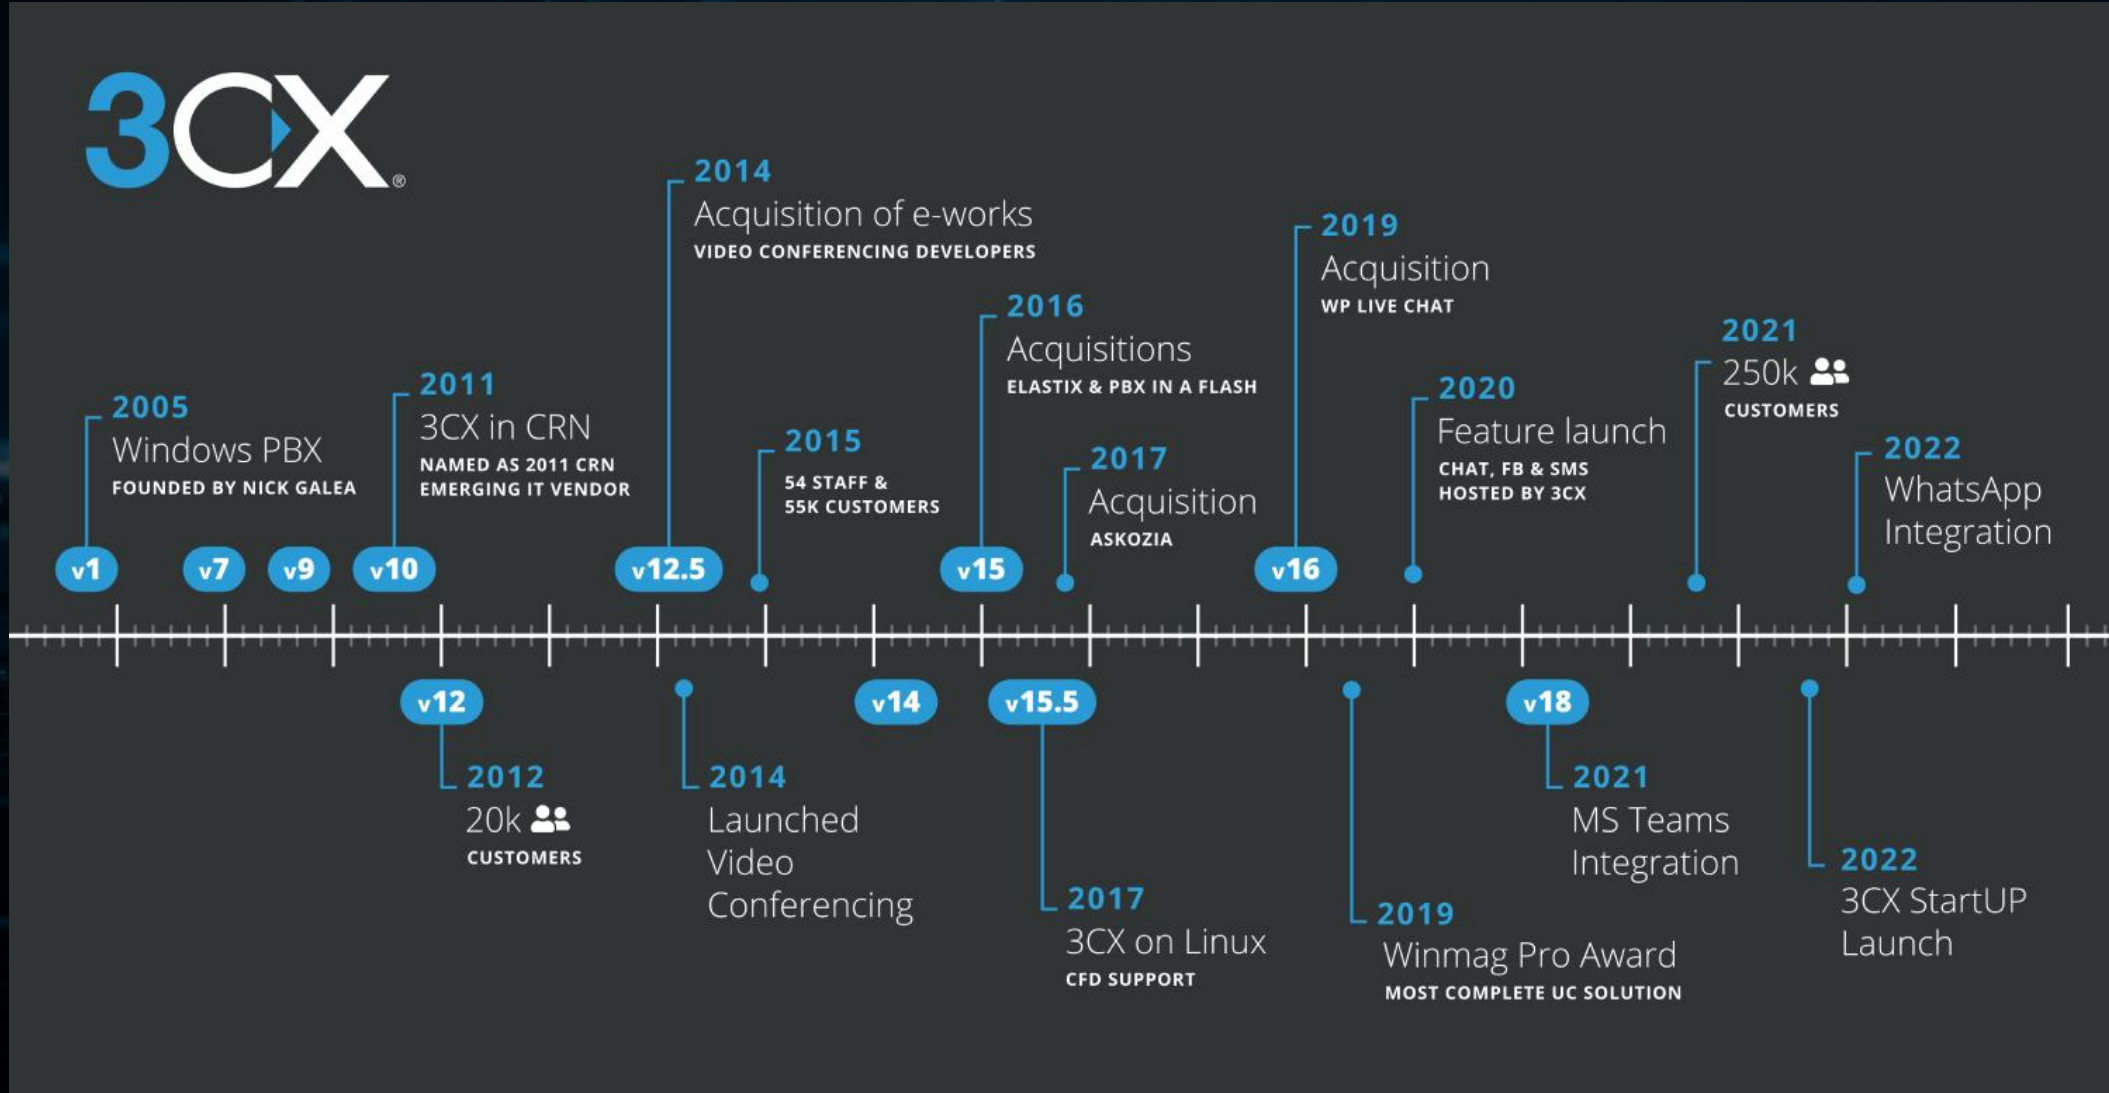 3CX®
2005
Windows PBX
FOUNDED BY NICK GALEA
2011
3CX in CRN
NAMED AS 2011 CRN
EMERGING IT VENDOR
2014
Acquisition of e-works
VIDEO CONFERENCING DEVELOPERS
2015
54 STAFF &
55K CUSTOMERS
2016
Acquisitions
ELASTIX & PBX IN A FLASH
2017
Acquisition
ASKOZIA
2019
Acquisition
WP LIVE CHAT
2020
Feature launch
CHAT, FB & SMS
HOSTED BY 3CX
2021
250k
CUSTOMERS
2022
WhatsApp
Integration
v1
v7
v9
v10
v12.5
v15
v16
v12
v14
v15.5
v18
2012
20k
CUSTOMERS
2014
Launched
Video
Conferencing
2017
3CX on Linux
CFD SUPPORT
2019
Winmag Pro Award
MOST COMPLETE UC SOLUTION
2021
MS Teams
Integration
2022
3CX StartUP
Launch